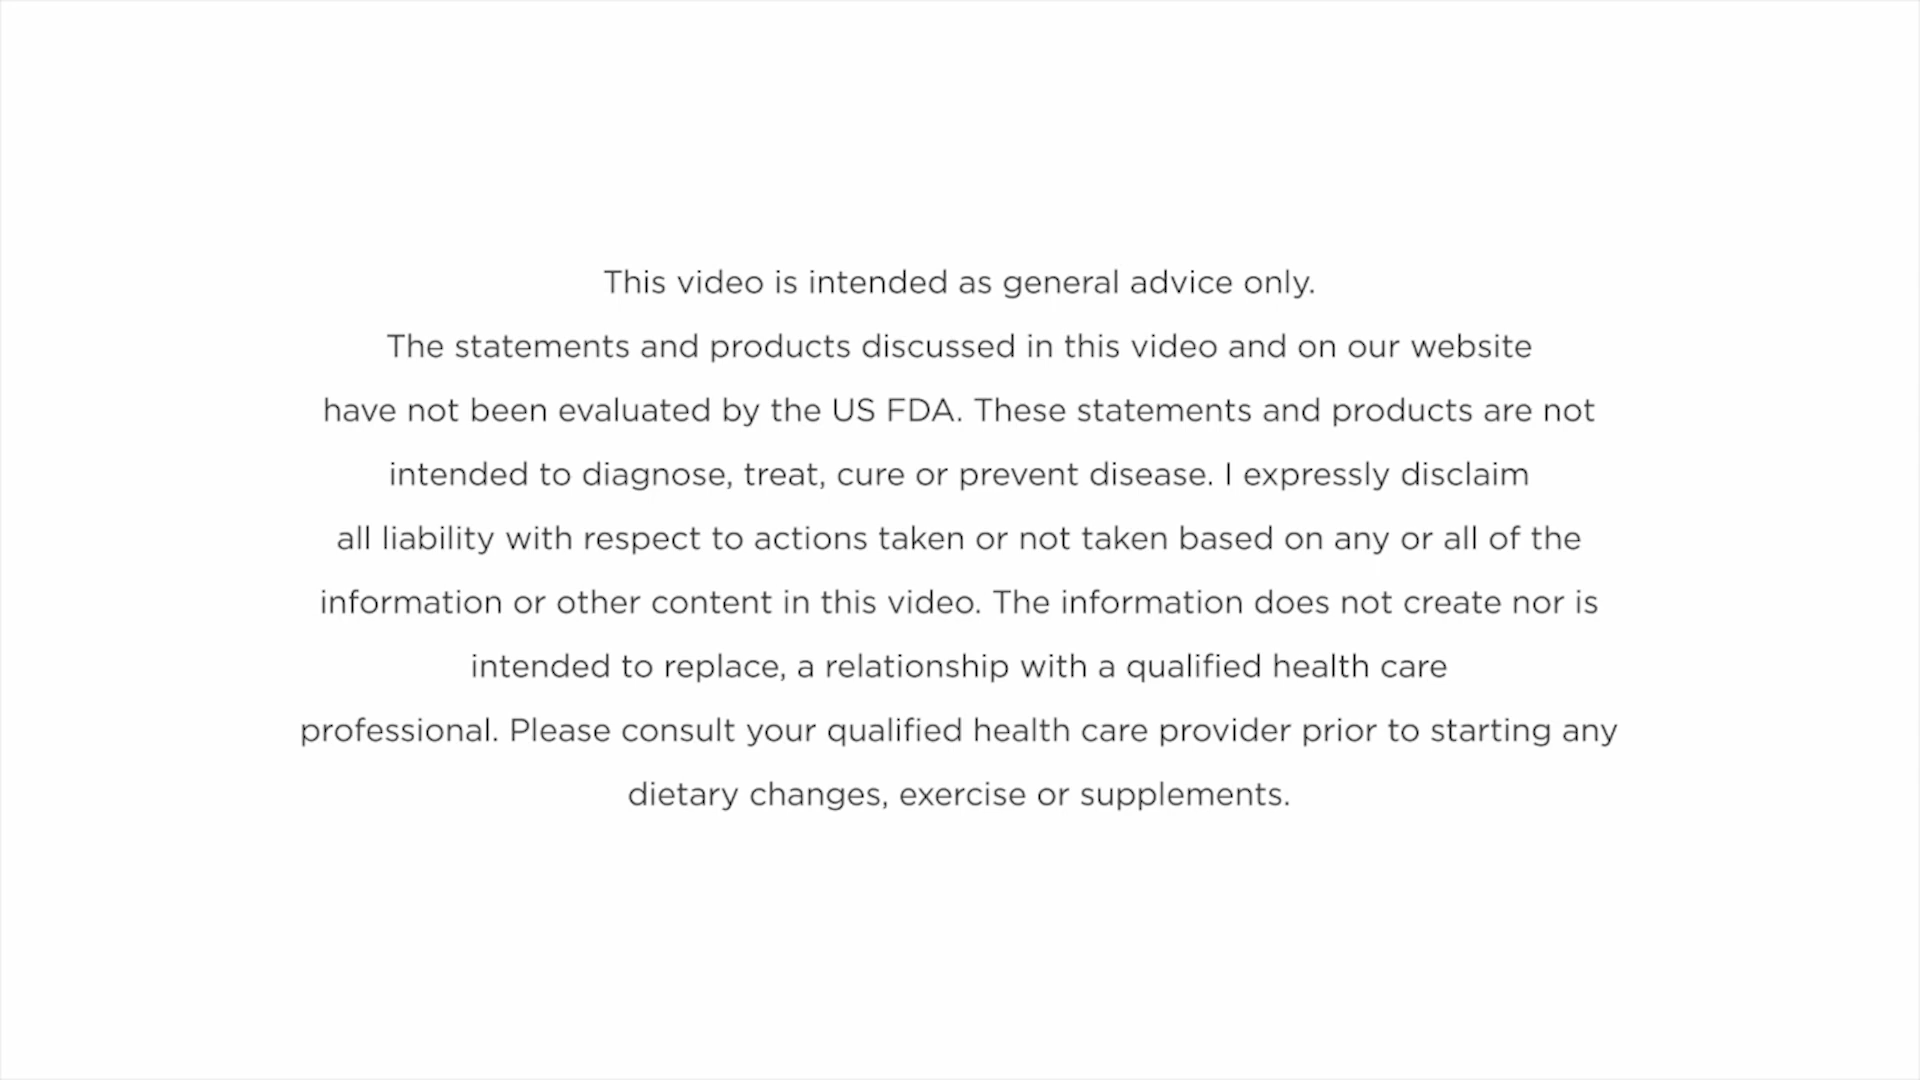 This video is intended as general advice only.
The statements and products discussed in this video and on our website
have not been evaluated by the US FDA. These statements and products are not
intended to diagnose, treat, cure or prevent disease. I expressly disclaim
all liability with respect to actions taken or not taken based on any or all of the
information or other content in this video. The information does not create nor is
intended to replace, a relationship with a qualified health care
professional. Please consult your qualified health care provider prior to starting any
dietary changes, exercise or supplements.